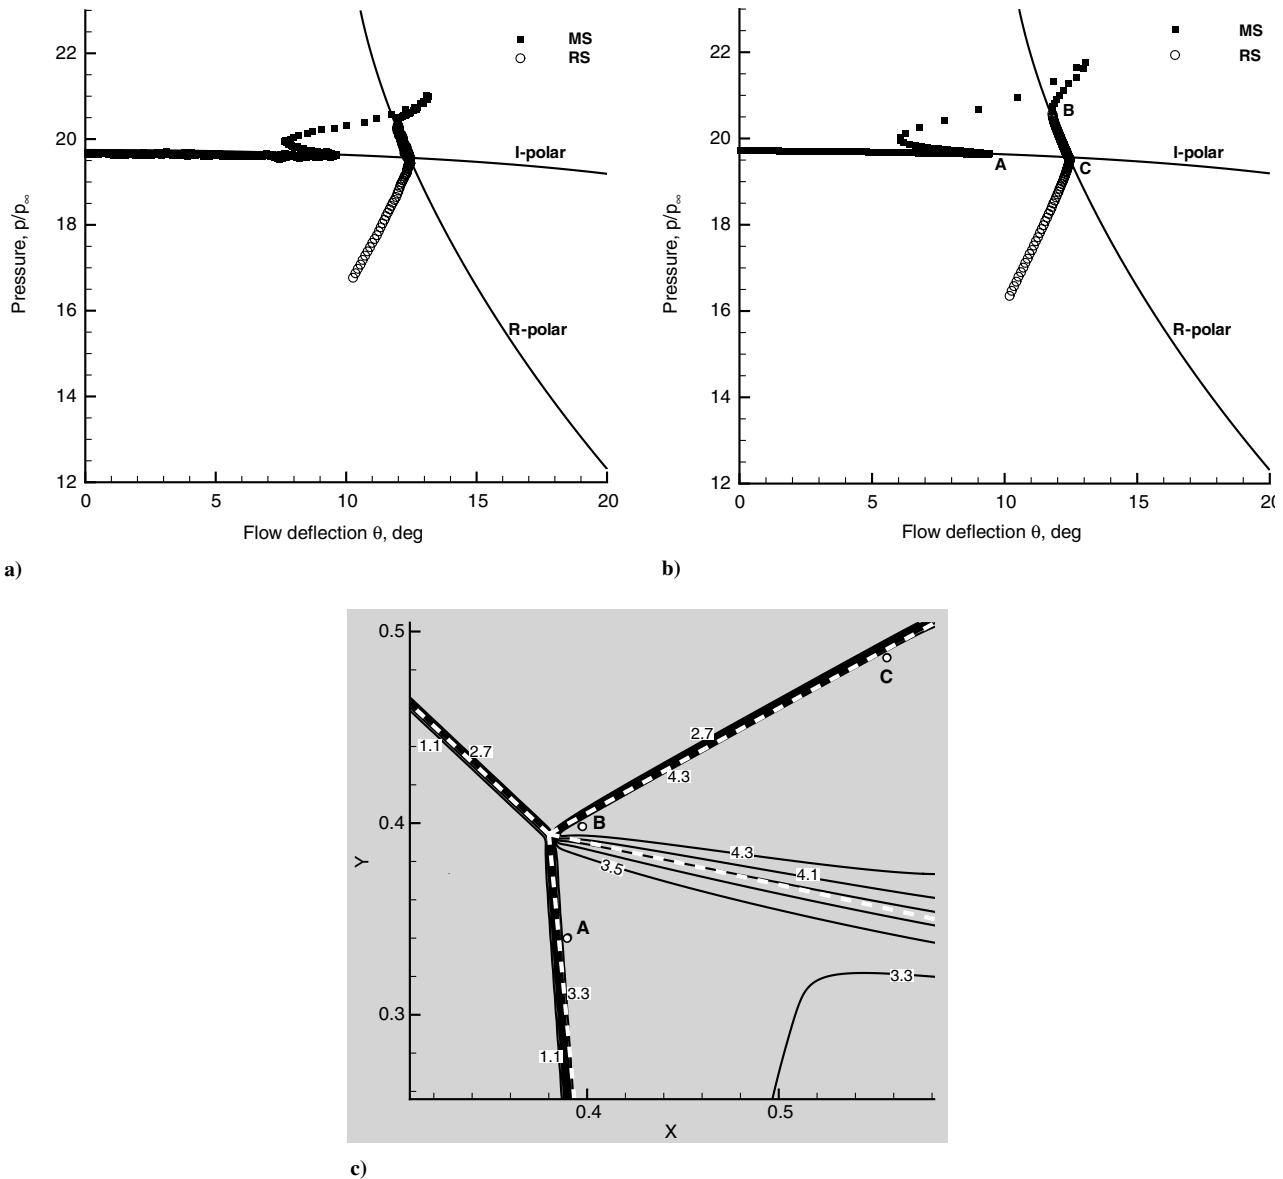 22
20
18
16
14
12
0
5
10
15
20
Pressure, p/p∞
Flow deflection θ, deg
MS
RS
I-polar
R-polar
a)
22
20
18
16
14
12
0
5
10
15
20
Pressure, p/p∞
Flow deflection θ, deg
MS
RS
B
I-polar
A
C
R-polar
b)
0.5
0.4
0.3
Y
C
2.7
1.1
2.7
4.3
B
4.3
3.5
4.1
A
3.3
3.3
1.1
0.4
0.5
X
c)